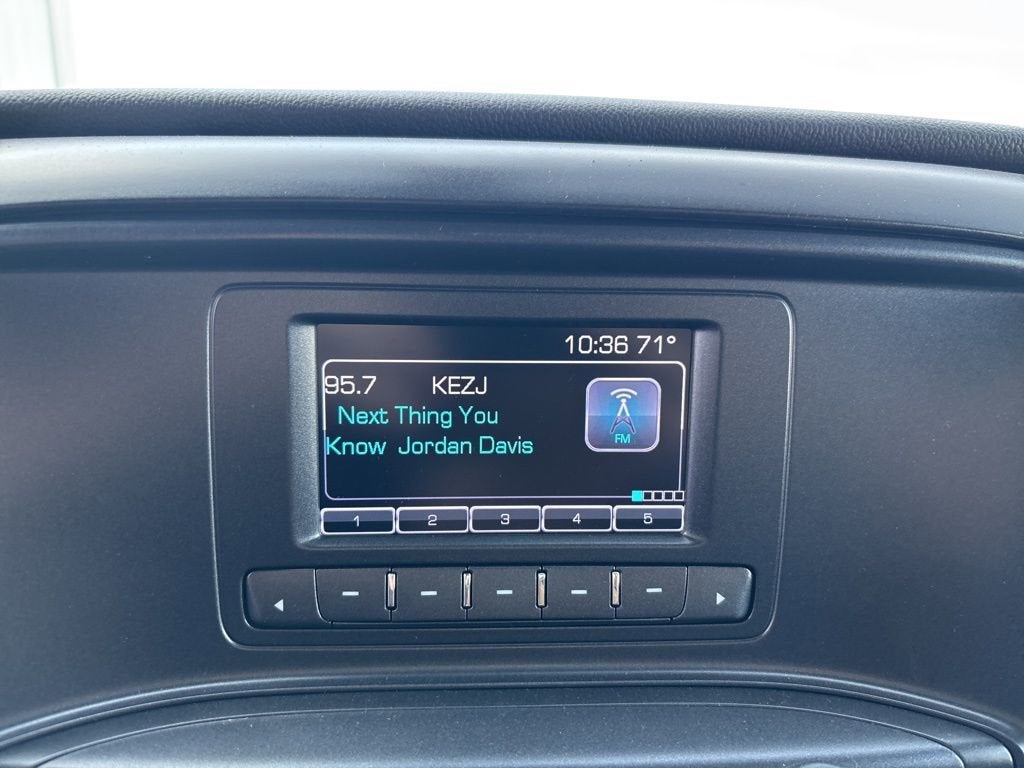 10:36 71°
95.7 KEZJ
Next Thing You
Know Jordan Davis
FM
1 2 3 4 5